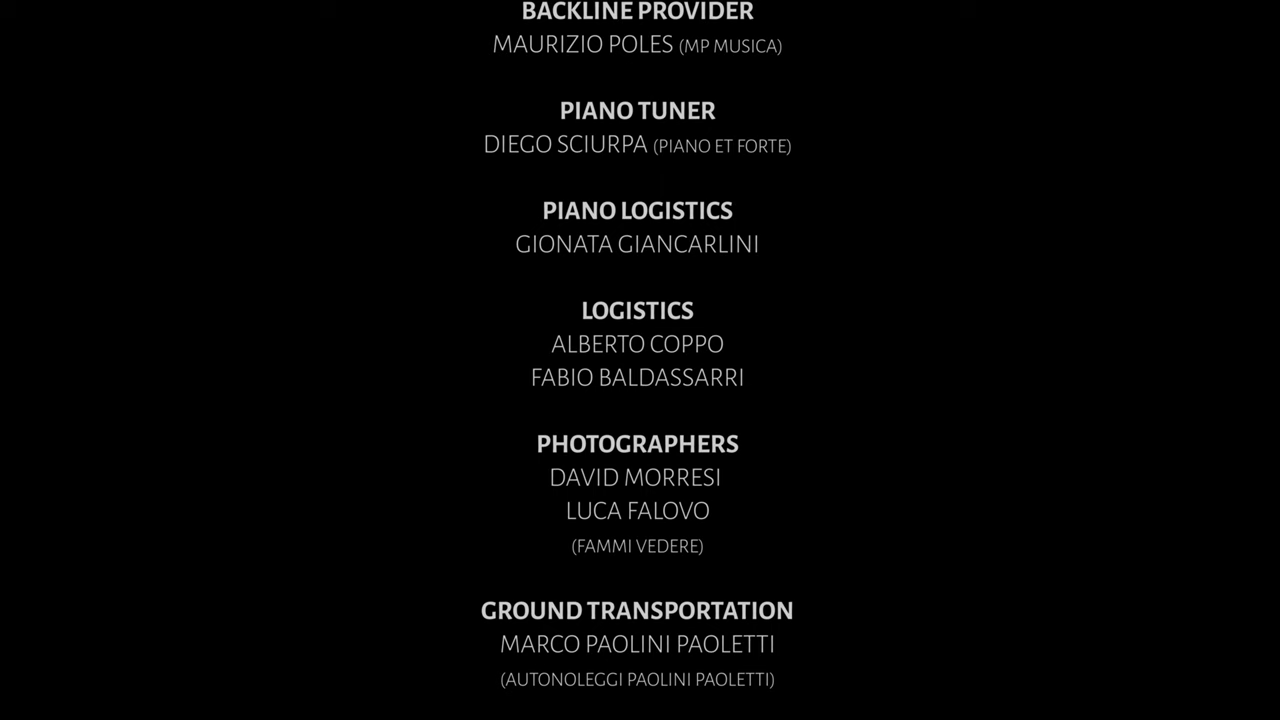 BACKLINE PROVIDER
MAURIZIO POLES (MP MUSICA)
PIANO TUNER
DIEGO SCIURPA (PIANO ET FORTE)
PIANO LOGISTICS
GIONATA GIANCARLINI
LOGISTICS
ALBERTO COPPO
FABIO BALDASSARRI
PHOTOGRAPHERS
DAVID MORRESI
LUCA FALOVO
(FAMMI VEDERE)
GROUND TRANSPORTATION
MARCO PAOLINI PAOLETTI
(AUTONOLEGGI PAOLINI PAOLETTI)